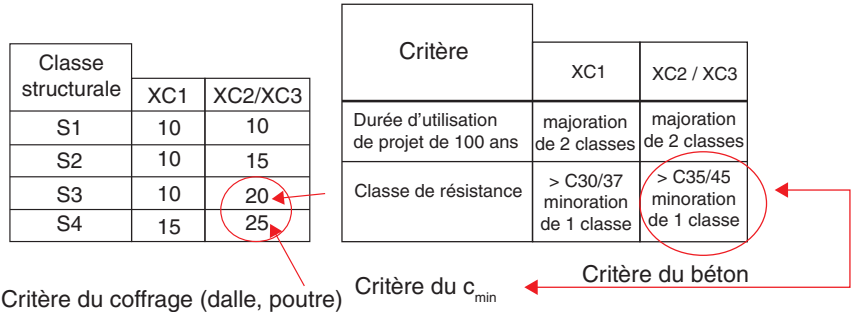 Classe
structurale XC1 XC2/XC3
S1 10 10
S2 10 15
S3 10 20
S4 15 25
Critère XC1 XC2 / XC3
Durée d’utilisation
de projet de 100 ans
majoration
de 2 classes
majoration
de 2 classes
Classe de résistance
> C30/37
minoration
de 1 classe
> C35/45
minoration
de 1 classe
Critère du coffrage (dalle, poutre)
Critère du cmin
Critère du béton